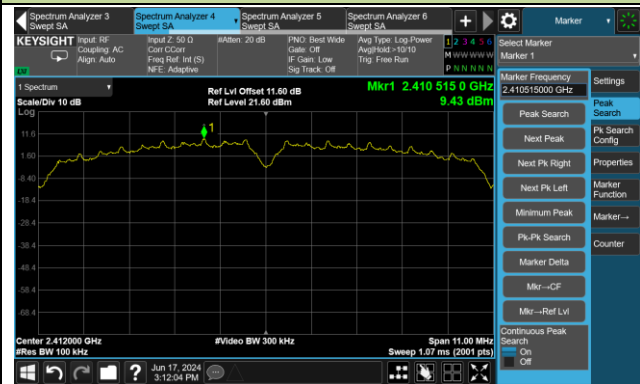 Spectrum Analyzer 3
Swept SA
Spectrum Analyzer 4
Swept SA
Spectrum Analyzer 5
Swept SA
Spectrum Analyzer 6
Swept SA
Marker
KEYSIGHT
Input: RF
Coupling: AC
Align: Auto
Input Z: 50 Ω
Corr CCorr
Freq Ref: Int (S)
NFE: Adaptive
#Atten: 20 dB
PNO: Best Wide
Gate: Off
IF Gain: Low
Sig Track: Off
Avg Type: Log-Power
Avg|Hold:>10/10
Trig: Free Run
1 2 3 4 5 6
M W W W W W
P N N N N N
Select Marker
Marker 1
1 Spectrum
Scale/Div 10 dB
Log
Ref Lvl Offset 11.60 dB
Ref Level 21.60 dBm
Mkr1 2.410 515 0 GHz
9.43 dBm
1
11.6
1.60
-8.40
-18.4
-28.4
-38.4
-48.4
-58.4
-68.4
Center 2.412000 GHz
#Res BW 100 kHz
#Video BW 300 kHz
Span 11.00 MHz
Sweep 1.07 ms (2001 pts)
Marker Frequency
2.410515000 GHz
Peak Search
Next Peak
Next Pk Right
Next Pk Left
Minimum Peak
Pk-Pk Search
Marker Delta
Mkr→CF
Mkr→Ref Lvl
Continuous Peak
Search
On
Off
Settings
Peak
Search
Pk Search
Config
Properties
Marker
Function
Marker→
Counter
Jun 17, 2024
3:12:04 PM